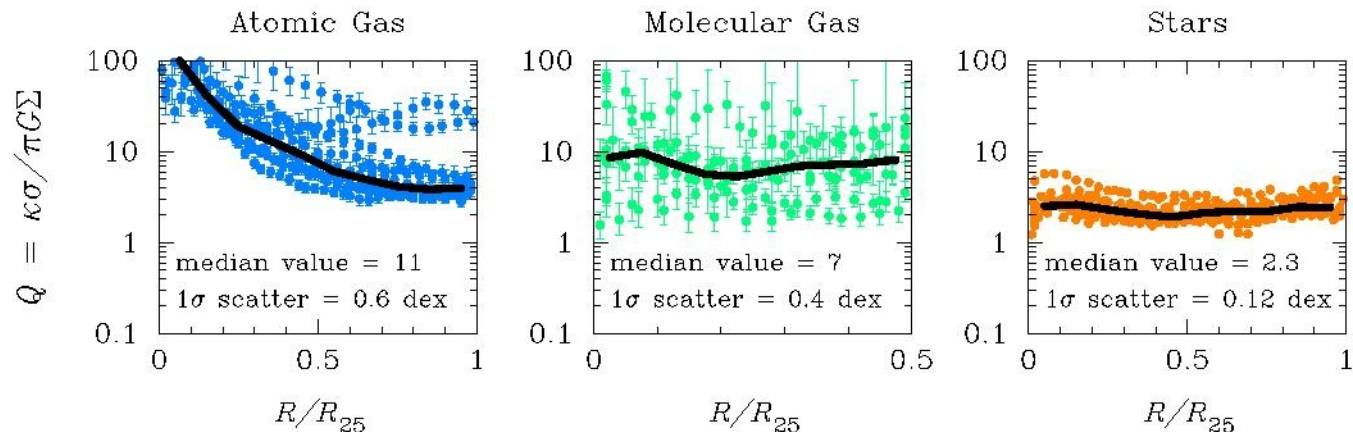 Atomic Gas
Molecular Gas
Stars
Q = κσ/πGΣ
100
10
1
0.1
median value = 11
1σ scatter = 0.6 dex
0
0.5
1
R/R25
100
10
1
0.1
median value = 7
1σ scatter = 0.4 dex
0
0.5
R/R25
100
10
1
0.1
median value = 2.3
1σ scatter = 0.12 dex
0
0.5
1
R/R25